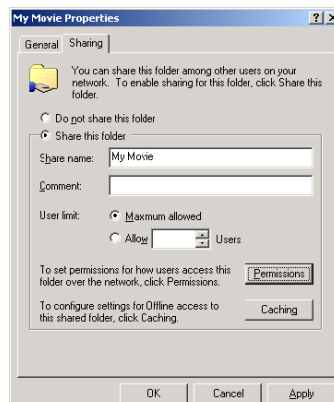 My Movie Properties
General Sharing
You can share this folder among other users on your
network. To enable sharing for this folder, click Share this
folder.
Do not share this folder
Share this folder
Share name: My Movie
Comment:
User limit: Maxmum allowed
Allow Users
To set permissions for how users access this
folder over the network, click Permissions.
Permissions
To configure settings for Offline access to
this shared folder, click Caching.
Caching
OK Cancel Apply